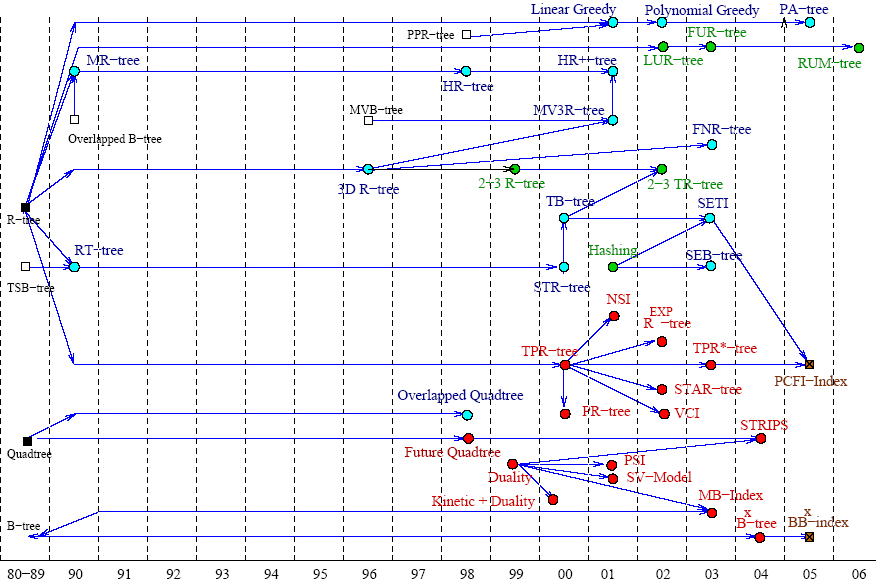 Linear Greedy Polynomial Greedy PA-tree
PPR-tree FUR-tree
MR-tree HR++-tree LUR-tree RUM-tree
HR-tree
MVB-tree MV3R-tree
Overlapped B-tree FNR-tree
3D R-tree 2+3 R-tree 2-3 TR-tree
TB-tree SETI
R-tree
RT-tree Hashing SEB-tree
TSB-tree STR-tree
NSI
EXP
R -tree
TPR-tree TPR*-tree
PCFI-Index
STAR-tree
Overlapped Quadtree
PR-tree VCI
STRIPS
Quadtree Future Quadtree
PSI
Duality SV-Model
Kinetic + Duality MB-Index
x x
B-tree B-tree BB-index
80-89 90 91 92 93 94 95 96 97 98 99 00 01 02 03 04 05 06